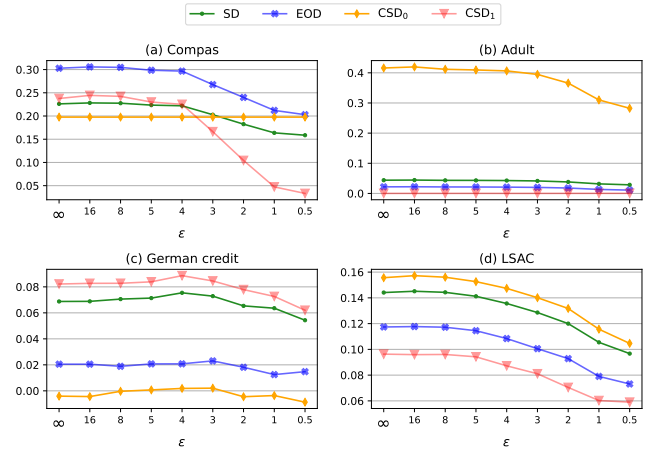 SD EOD CSD₀ CSD₁
(a) Compas
0.30
0.25
0.20
0.15
0.10
0.05
∞ 16 8 5 4 3 2 1 0.5
ε
(b) Adult
0.4
0.3
0.2
0.1
0.0
∞ 16 8 5 4 3 2 1 0.5
ε
(c) German credit
0.08
0.06
0.04
0.02
0.00
∞ 16 8 5 4 3 2 1 0.5
ε
(d) LSAC
0.16
0.14
0.12
0.10
0.08
0.06
∞ 16 8 5 4 3 2 1 0.5
ε